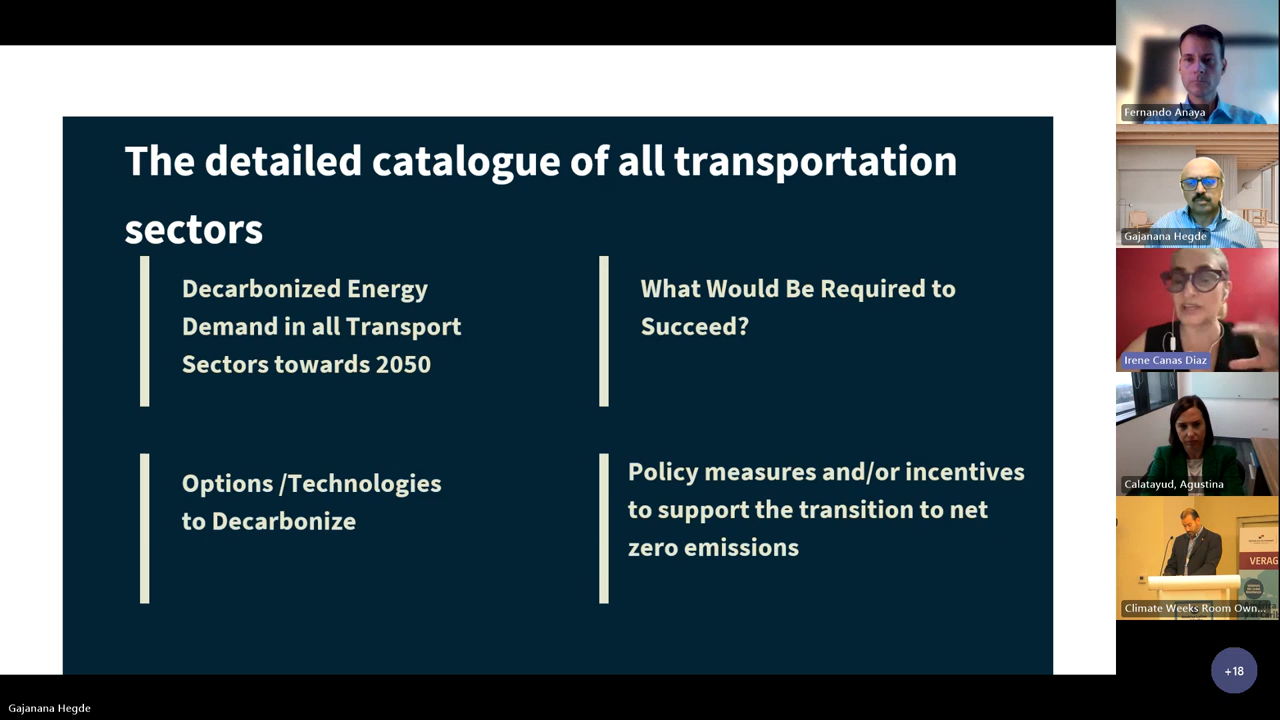 The detailed catalogue of all transportation
sectors
Decarbonized Energy
Demand in all Transport
Sectors towards 2050
What Would Be Required to
Succeed?
Options /Technologies
to Decarbonize
Policy measures and/or incentives
to support the transition to net
zero emissions
Fernando Anaya
Gajanana Hegde
Irene Canas Diaz
Calatayud, Agustina
VERAG
Climate Weeks Room Own...
+18
Gajanana Hegde